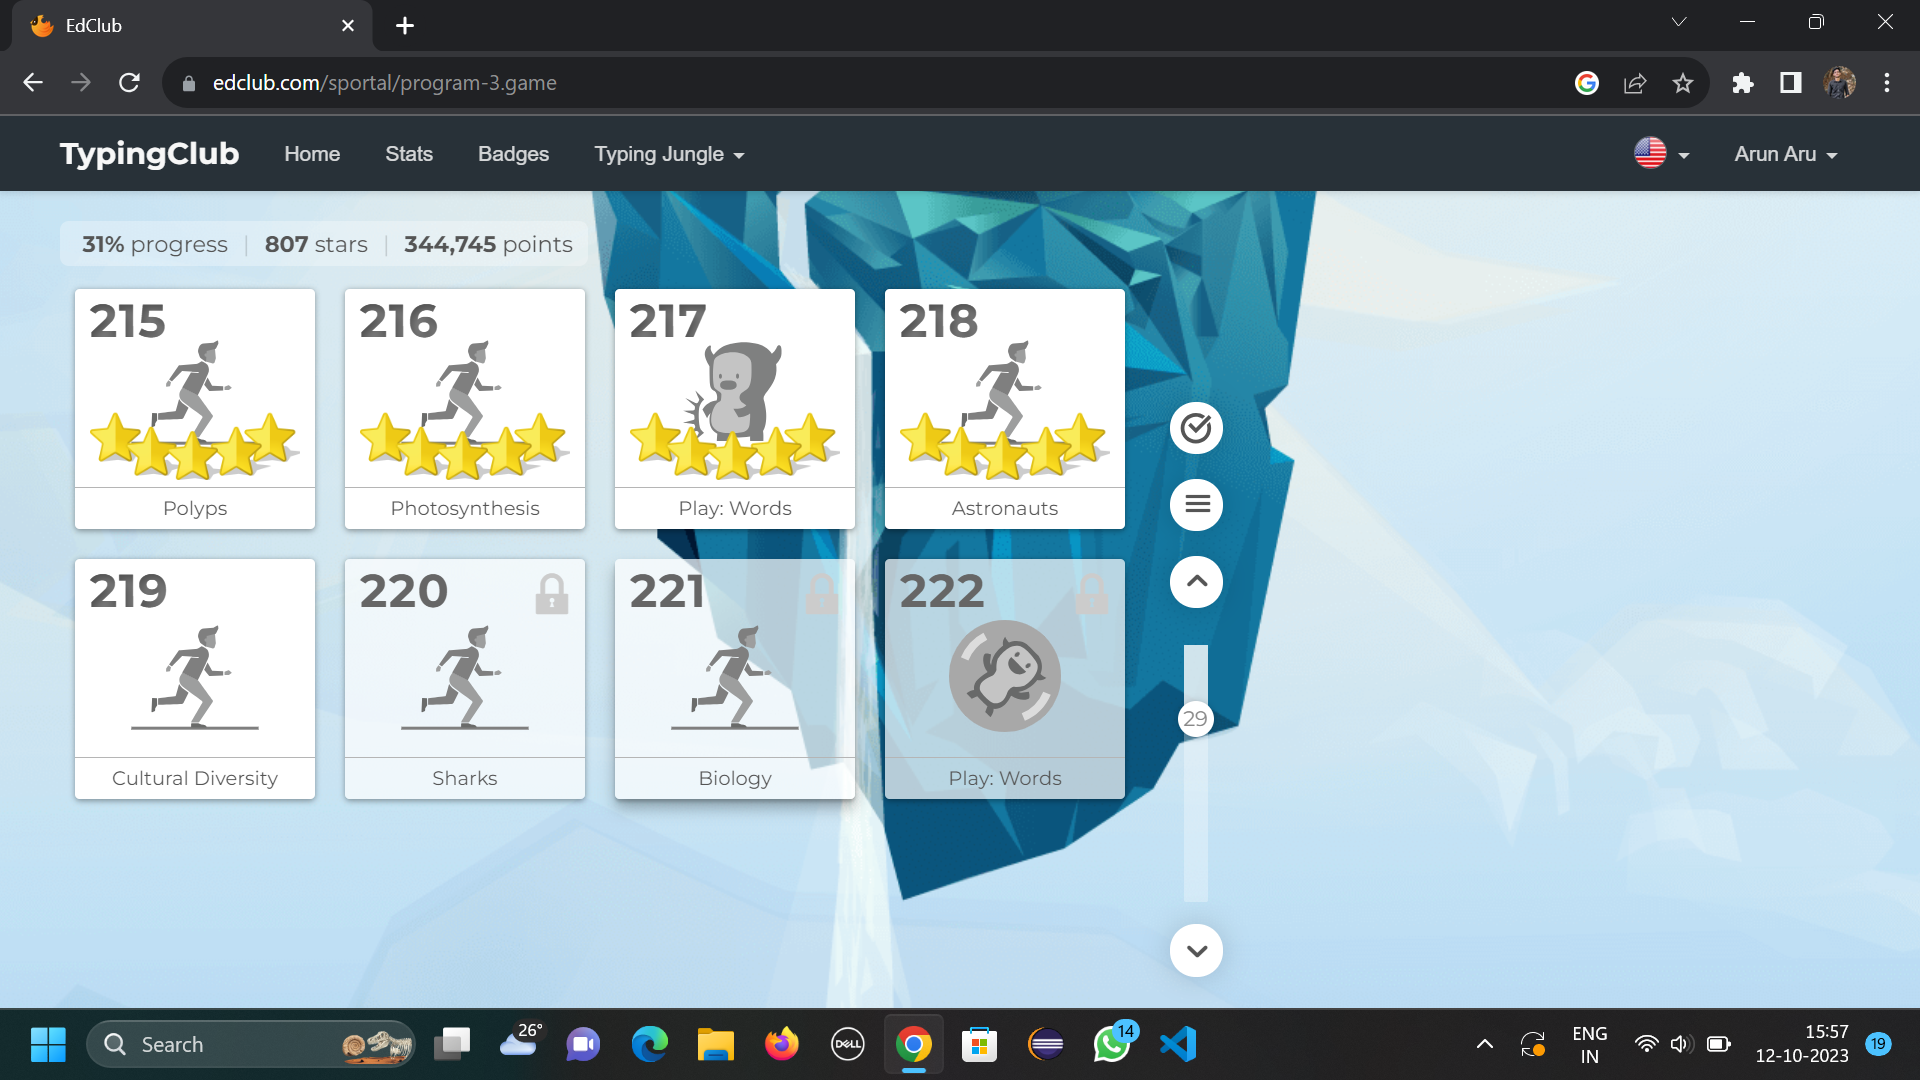 EdClub
edclub.com/sportal/program-3.game
TypingClub Home Stats Badges Typing Jungle Arun Aru
31% progress 807 stars 344,745 points
215 216 217 218
Polyps Photosynthesis Play: Words Astronauts
219 220 221 222
29
Cultural Diversity Sharks Biology Play: Words
Search 26° DELL 14 ENG IN 15:57 12-10-2023 19